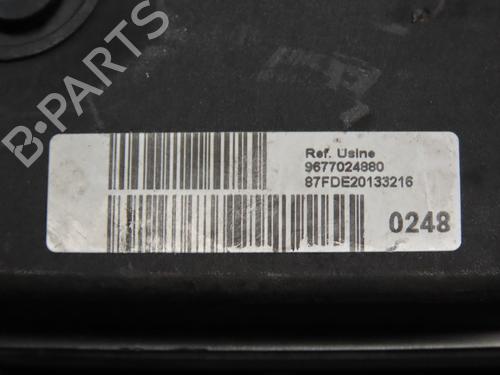 B-PARTS
Ref. Usine
9677024880
87FDE20133216
0248